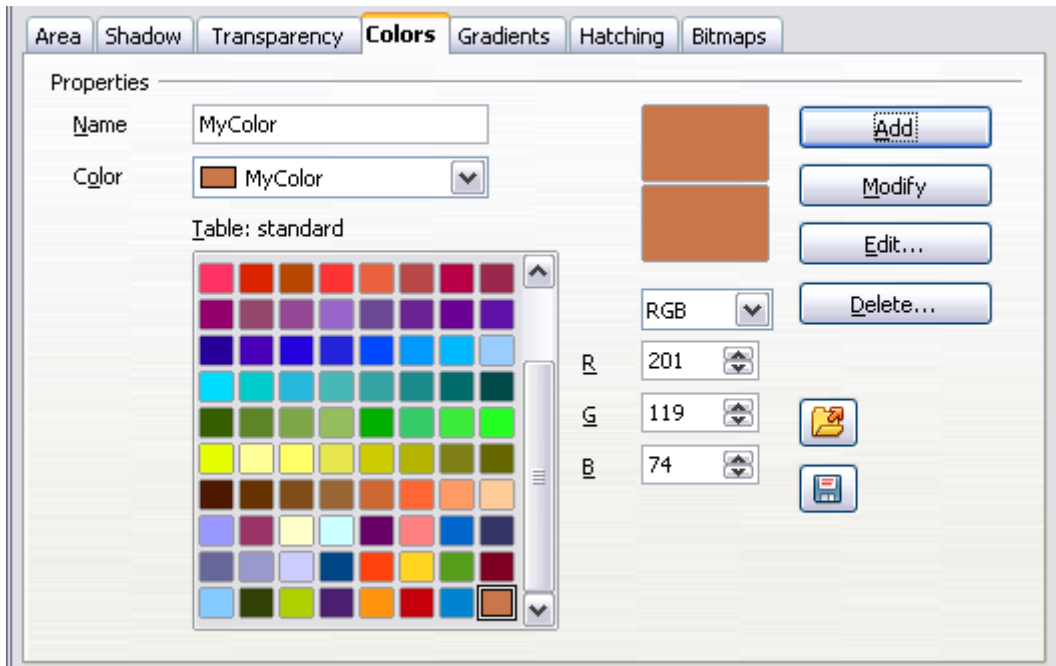 Area Shadow Transparency Colors Gradients Hatching Bitmaps
Properties
Name MyColor Add
Color MyColor Modify
Table: standard Edit...
RGB Delete...
R 201
G 119
B 74